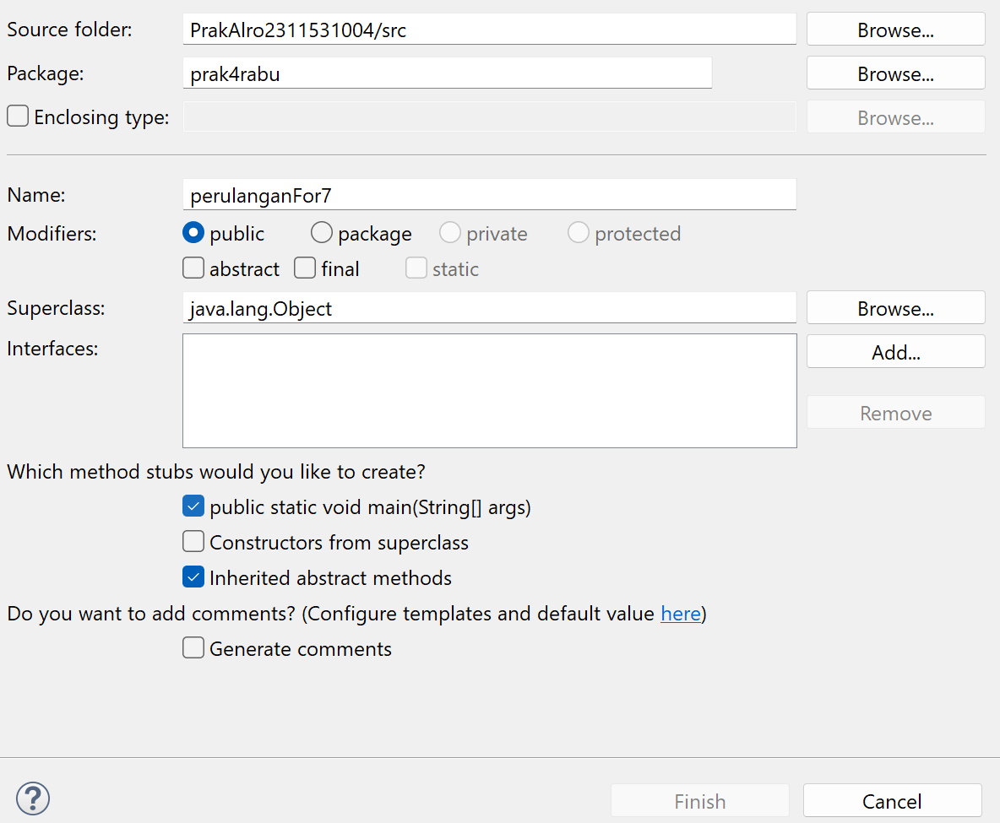 Source folder: PrakAlro2311531004/src Browse...
Package: prak4rabu Browse...
Enclosing type: Browse...
Name: perulanganFor7
Modifiers: public package private protected
abstract final static
Superclass: java.lang.Object Browse...
Interfaces: Add...
Remove
Which method stubs would you like to create?
public static void main(String[] args)
Constructors from superclass
Inherited abstract methods
Do you want to add comments? (Configure templates and default value here)
Generate comments
? Finish Cancel